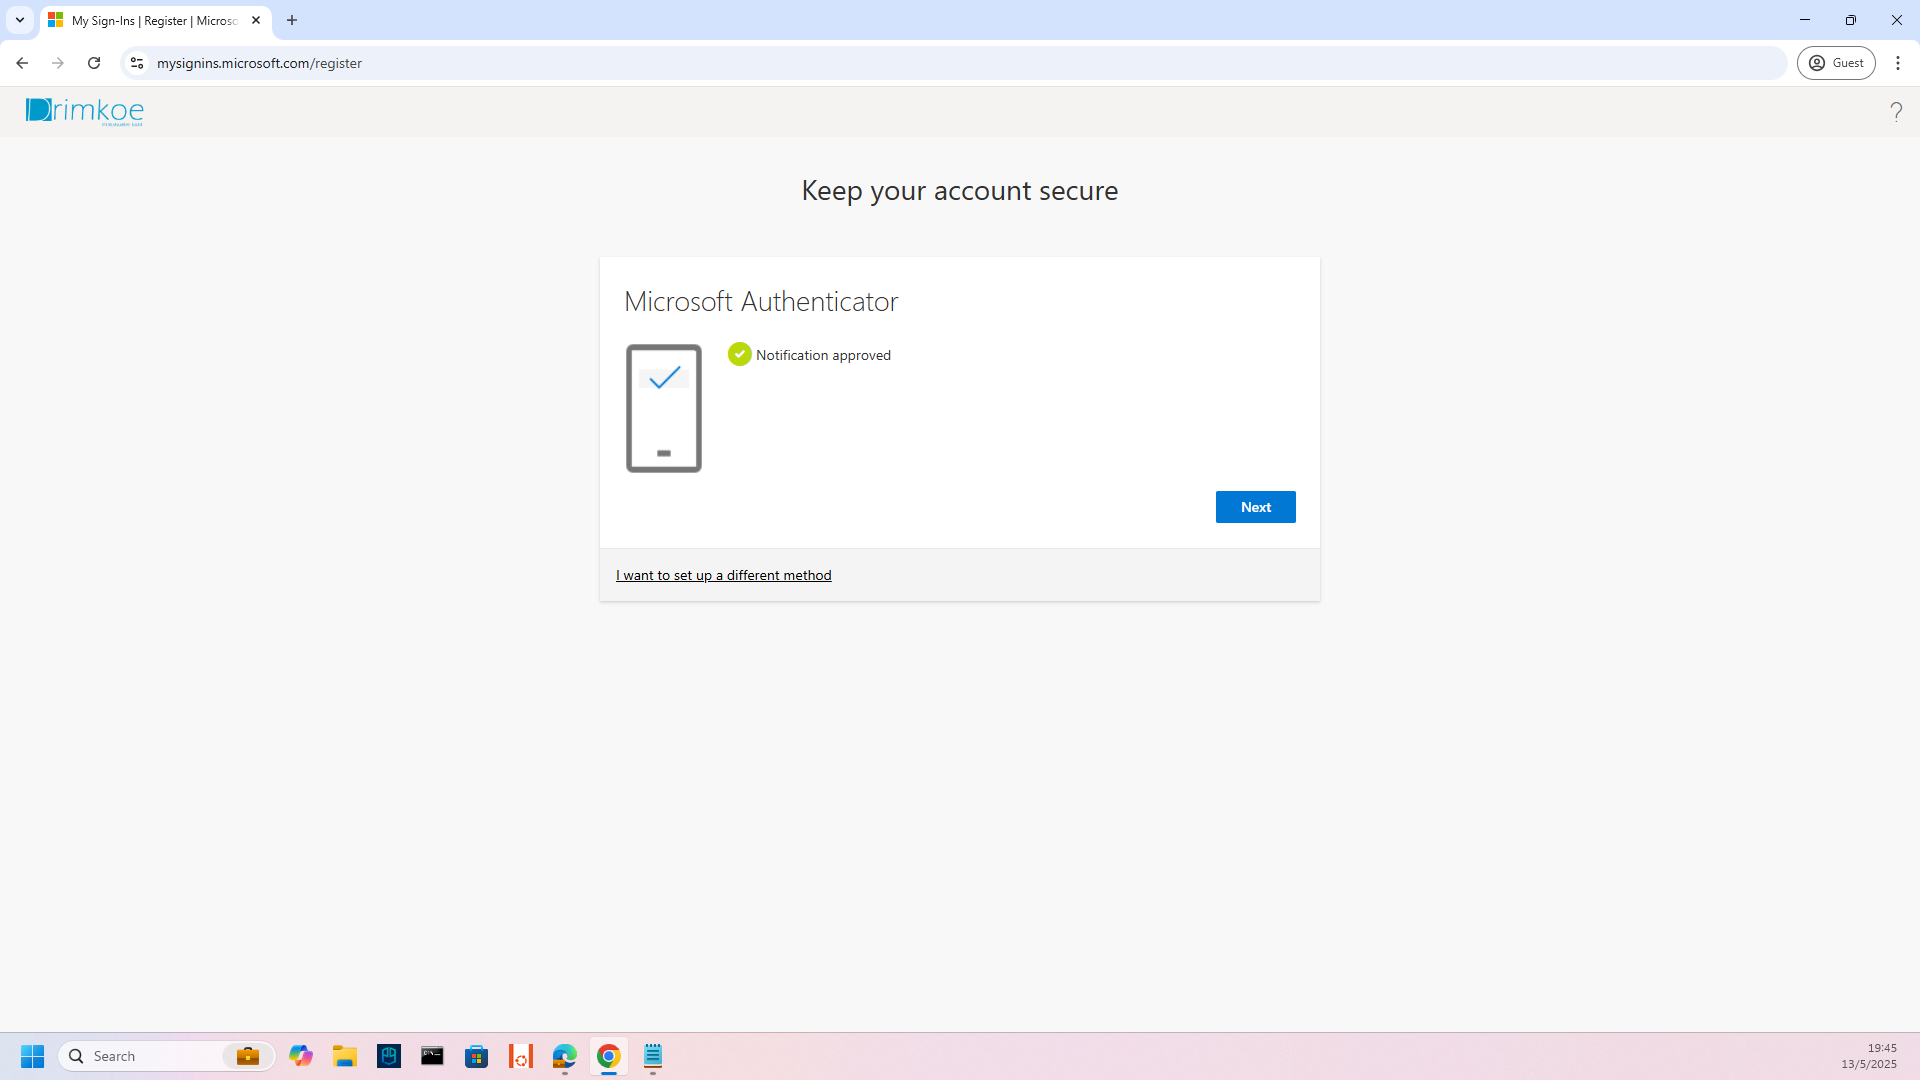 My Sign-Ins | Register | Microso
mysignins.microsoft.com/register
Guest
Drimkoe
?
Keep your account secure
Microsoft Authenticator
Notification approved
Next
I want to set up a different method
Search
19:45
13/5/2025